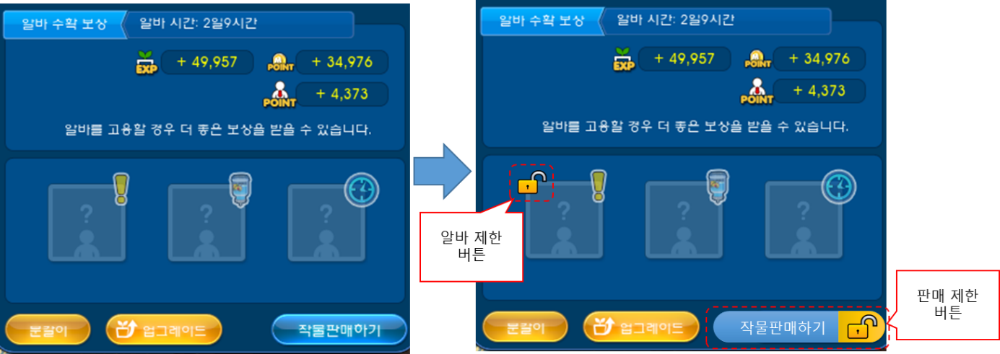 알바 수확 보상
알바 시간: 2일9시간
EXP
+ 49,957
POINT
+ 34,976
POINT
+ 4,373
알바를 고용할 경우 더 좋은 보상을 받을 수 있습니다.
?
?
?
분갈이
업그레이드
작물판매하기
알바 수확 보상
알바 시간: 2일9시간
EXP
+ 49,957
POINT
+ 34,976
POINT
+ 4,373
알바를 고용할 경우 더 좋은 보상을 받을 수 있습니다.
?
?
?
알바 제한
버튼
분갈이
업그레이드
작물판매하기
판매 제한
버튼